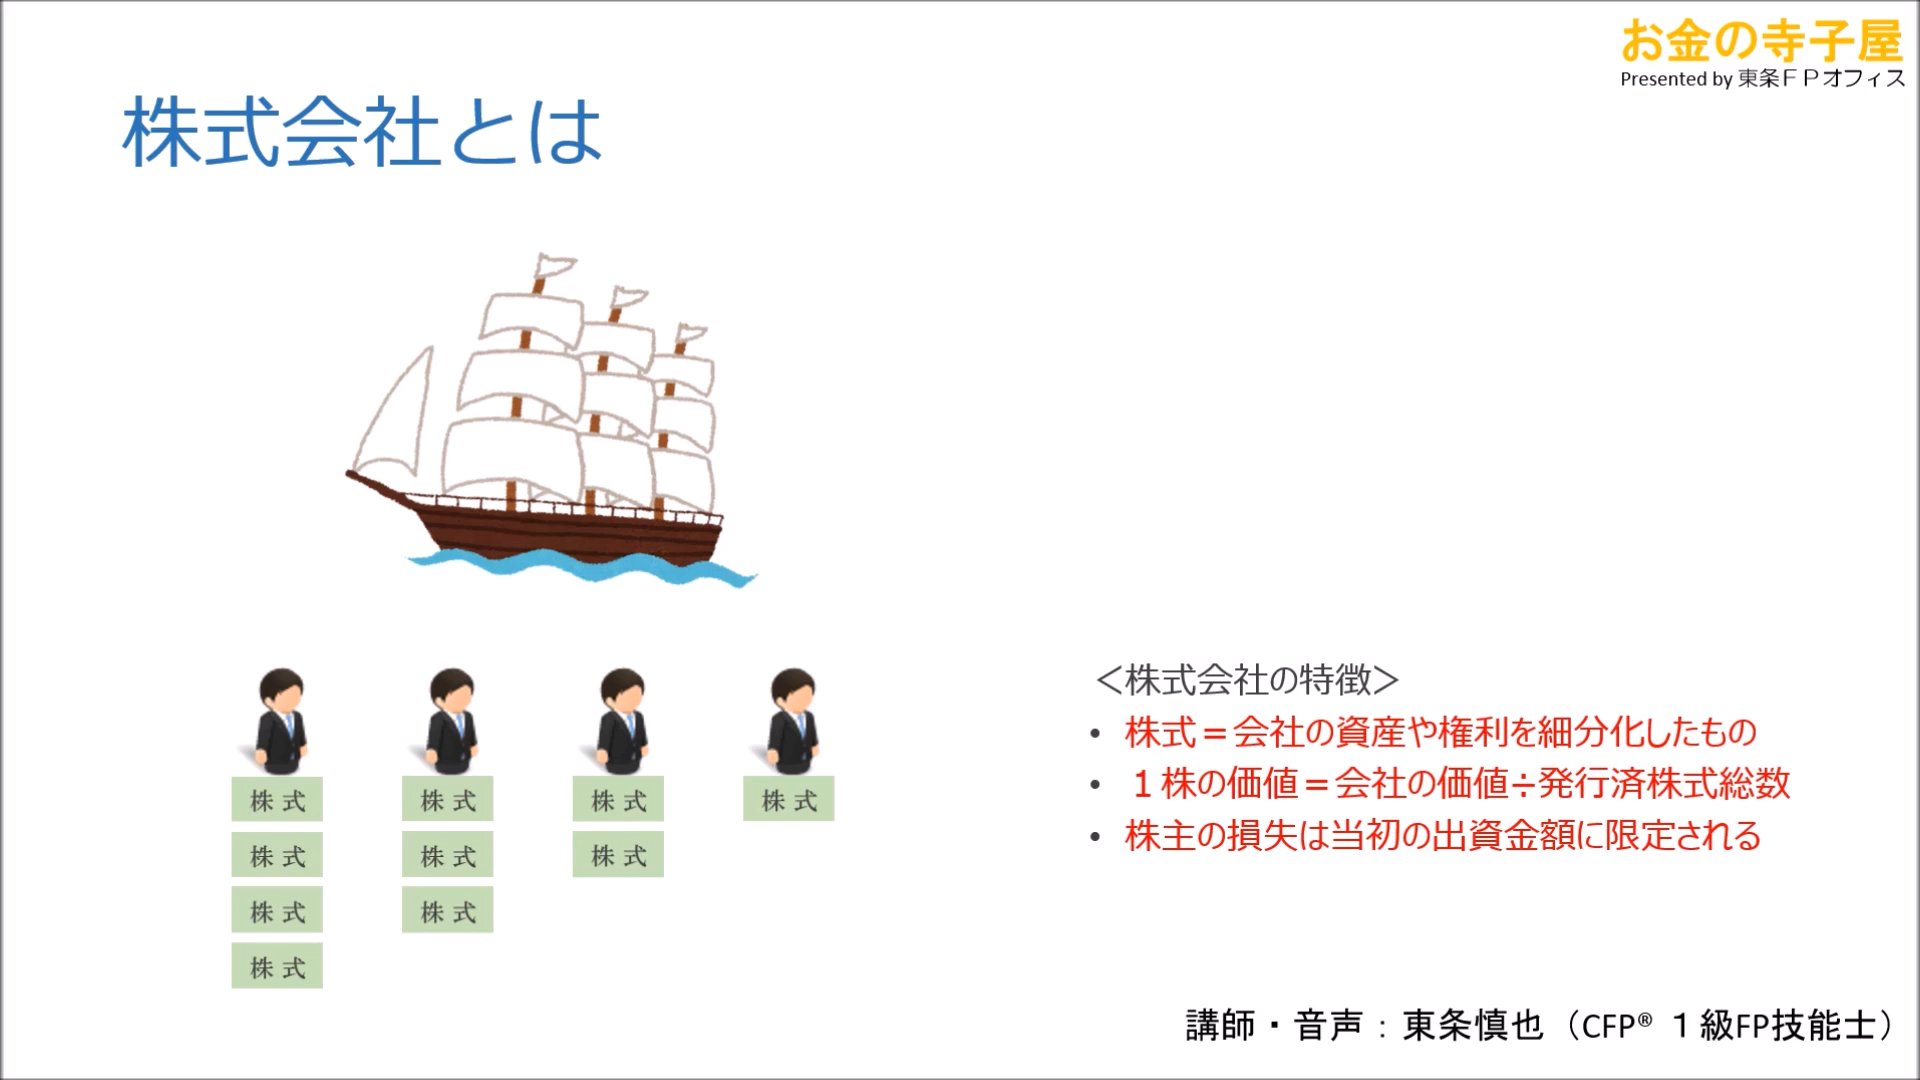 お金の寺子屋
Presented by 東条ＦＰオフィス
株式会社とは
株式 株式 株式 株式
株式 株式 株式
株式 株式
株式
＜株式会社の特徴＞
• 株式＝会社の資産や権利を細分化したもの
• １株の価値＝会社の価値÷発行済株式総数
• 株主の損失は当初の出資金額に限定される
講師・音声：東条慎也（CFP® １級FP技能士）